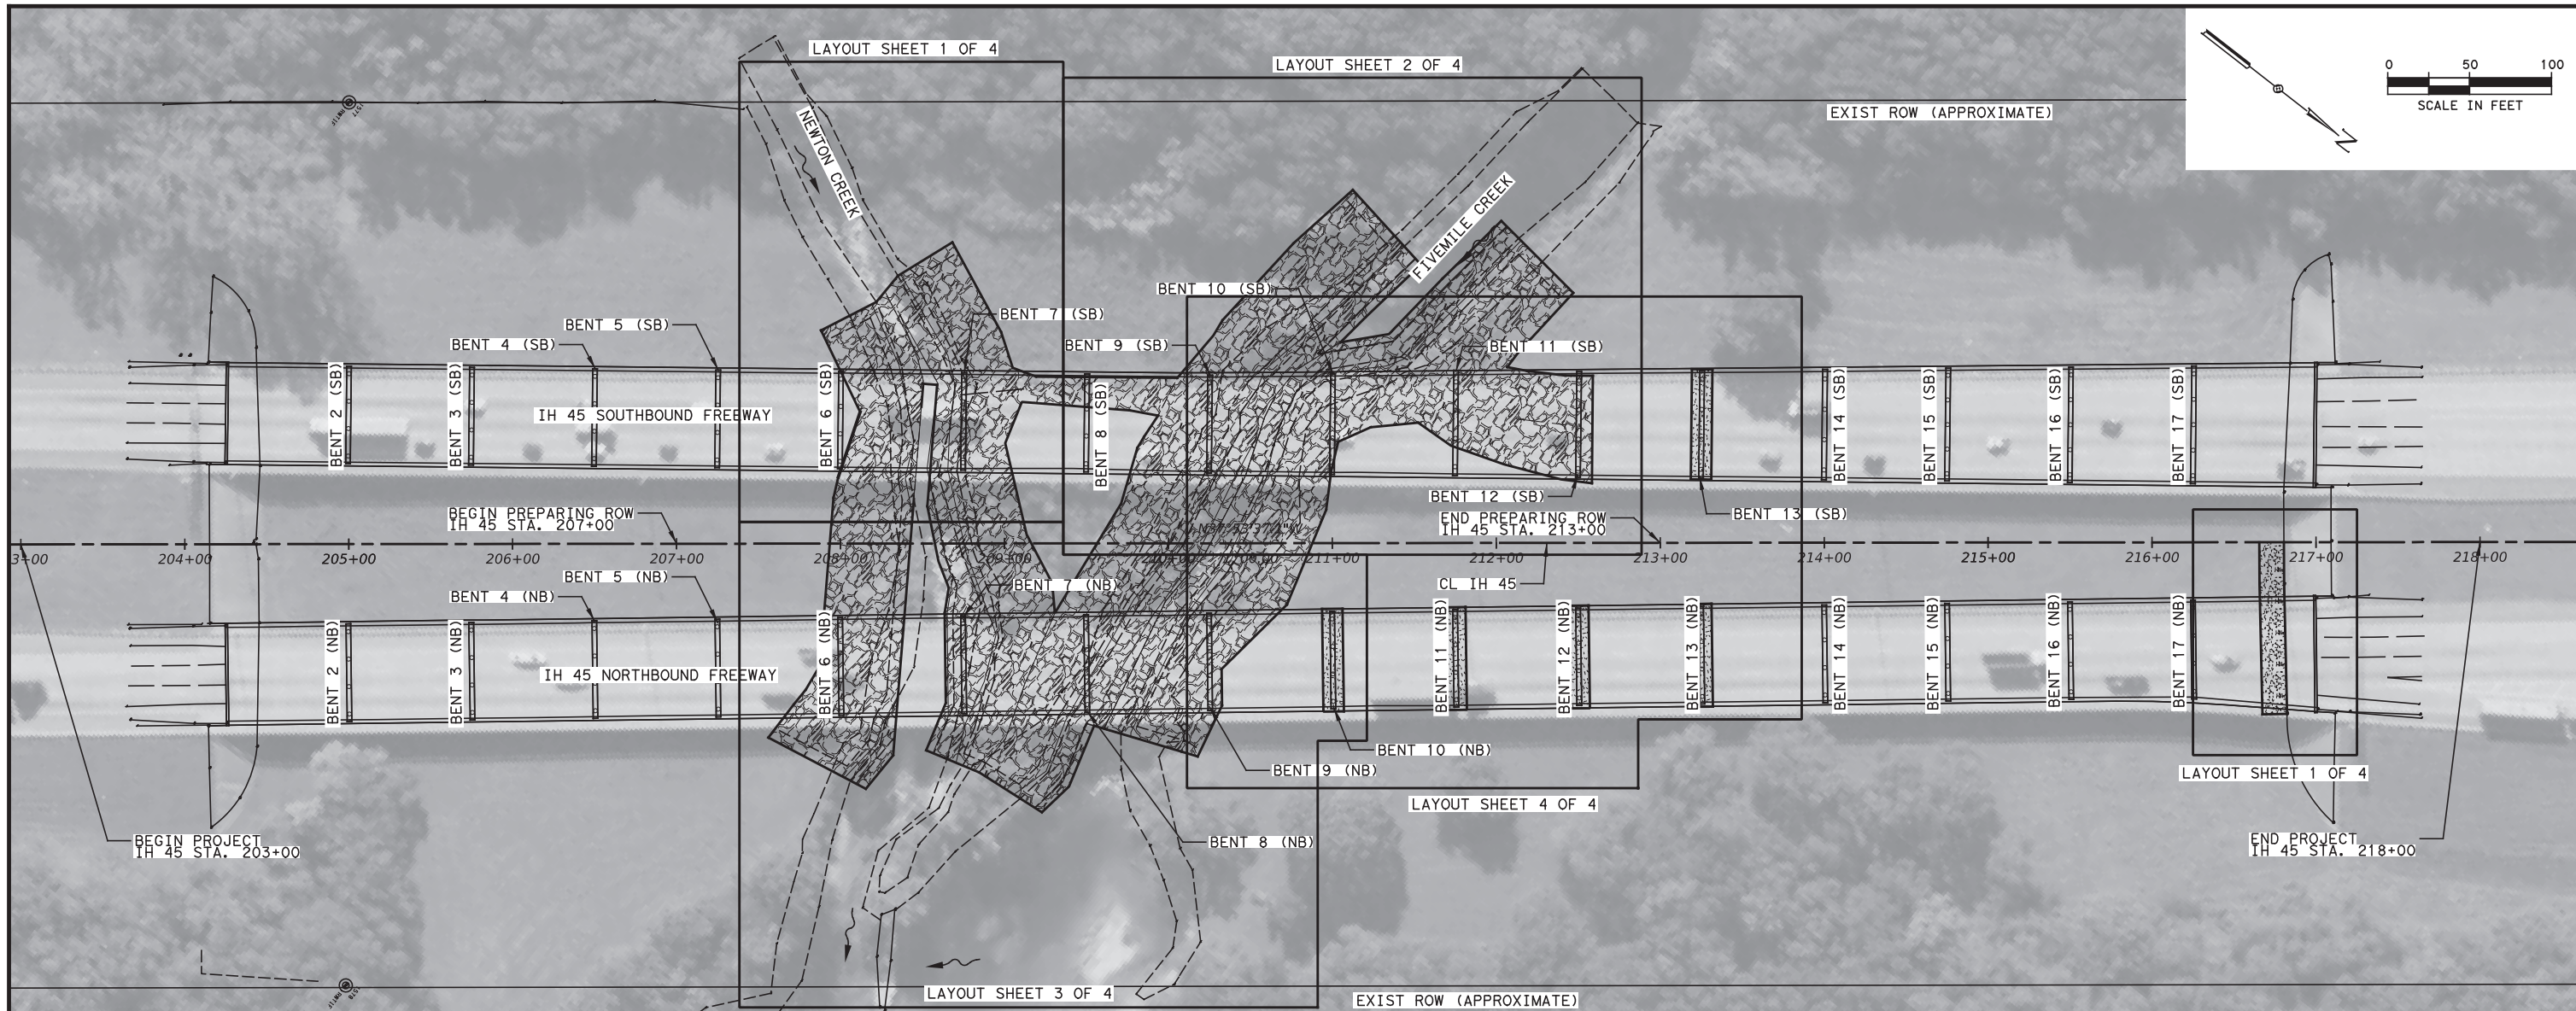 LAYOUT SHEET 1 OF 4
LAYOUT SHEET 2 OF 4
0 50 100
SCALE IN FEET
N
EXIST ROW (APPROXIMATE)
NEWTON CREEK
FIVEMILE CREEK
BENT 10 (SB)
BENT 7 (SB)
BENT 5 (SB)
BENT 4 (SB)
BENT 9 (SB)
BENT 11 (SB)
BENT 2 (SB)
BENT 3 (SB)
IH 45 SOUTHBOUND FREEWAY
BENT 6 (SB)
BENT 8 (SB)
BENT 14 (SB)
BENT 15 (SB)
BENT 16 (SB)
BENT 17 (SB)
BENT 12 (SB)
BENT 13 (SB)
BEGIN PREPARING ROW
IH 45 STA. 207+00
END PREPARING ROW
IH 45 STA. 213+00
3+00 204+00 205+00 206+00 207+00 208+00 209+00 210+00 211+00 212+00 213+00 214+00 215+00 216+00 217+00 218+00
BENT 5 (NB)
BENT 4 (NB)
BENT 7 (NB)
CL IH 45
BENT 2 (NB)
BENT 3 (NB)
IH 45 NORTHBOUND FREEWAY
BENT 6 (NB)
BENT 11 (NB)
BENT 12 (NB)
BENT 13 (NB)
BENT 14 (NB)
BENT 15 (NB)
BENT 16 (NB)
BENT 17 (NB)
BENT 10 (NB)
BENT 9 (NB)
LAYOUT SHEET 1 OF 4
LAYOUT SHEET 4 OF 4
BENT 8 (NB)
BEGIN PROJECT
IH 45 STA. 203+00
END PROJECT
IH 45 STA. 218+00
LAYOUT SHEET 3 OF 4
EXIST ROW (APPROXIMATE)